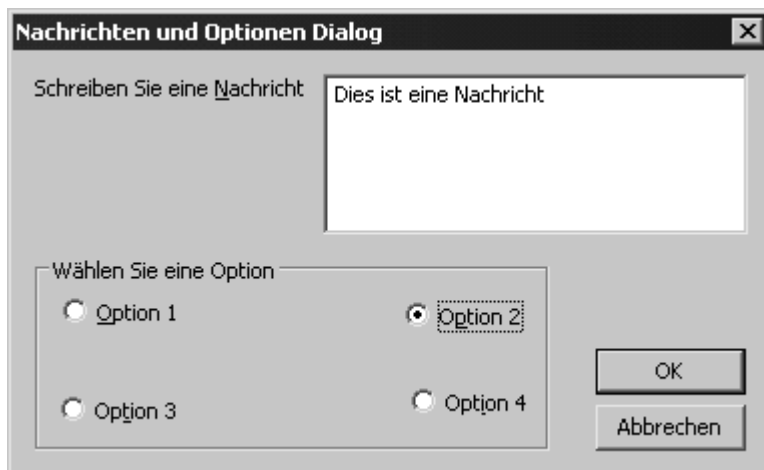 Nachrichten und Optionen Dialog
Schreiben Sie eine Nachricht
Dies ist eine Nachricht
Wählen Sie eine Option
Option 1
Option 2
Option 3
Option 4
OK
Abbrechen